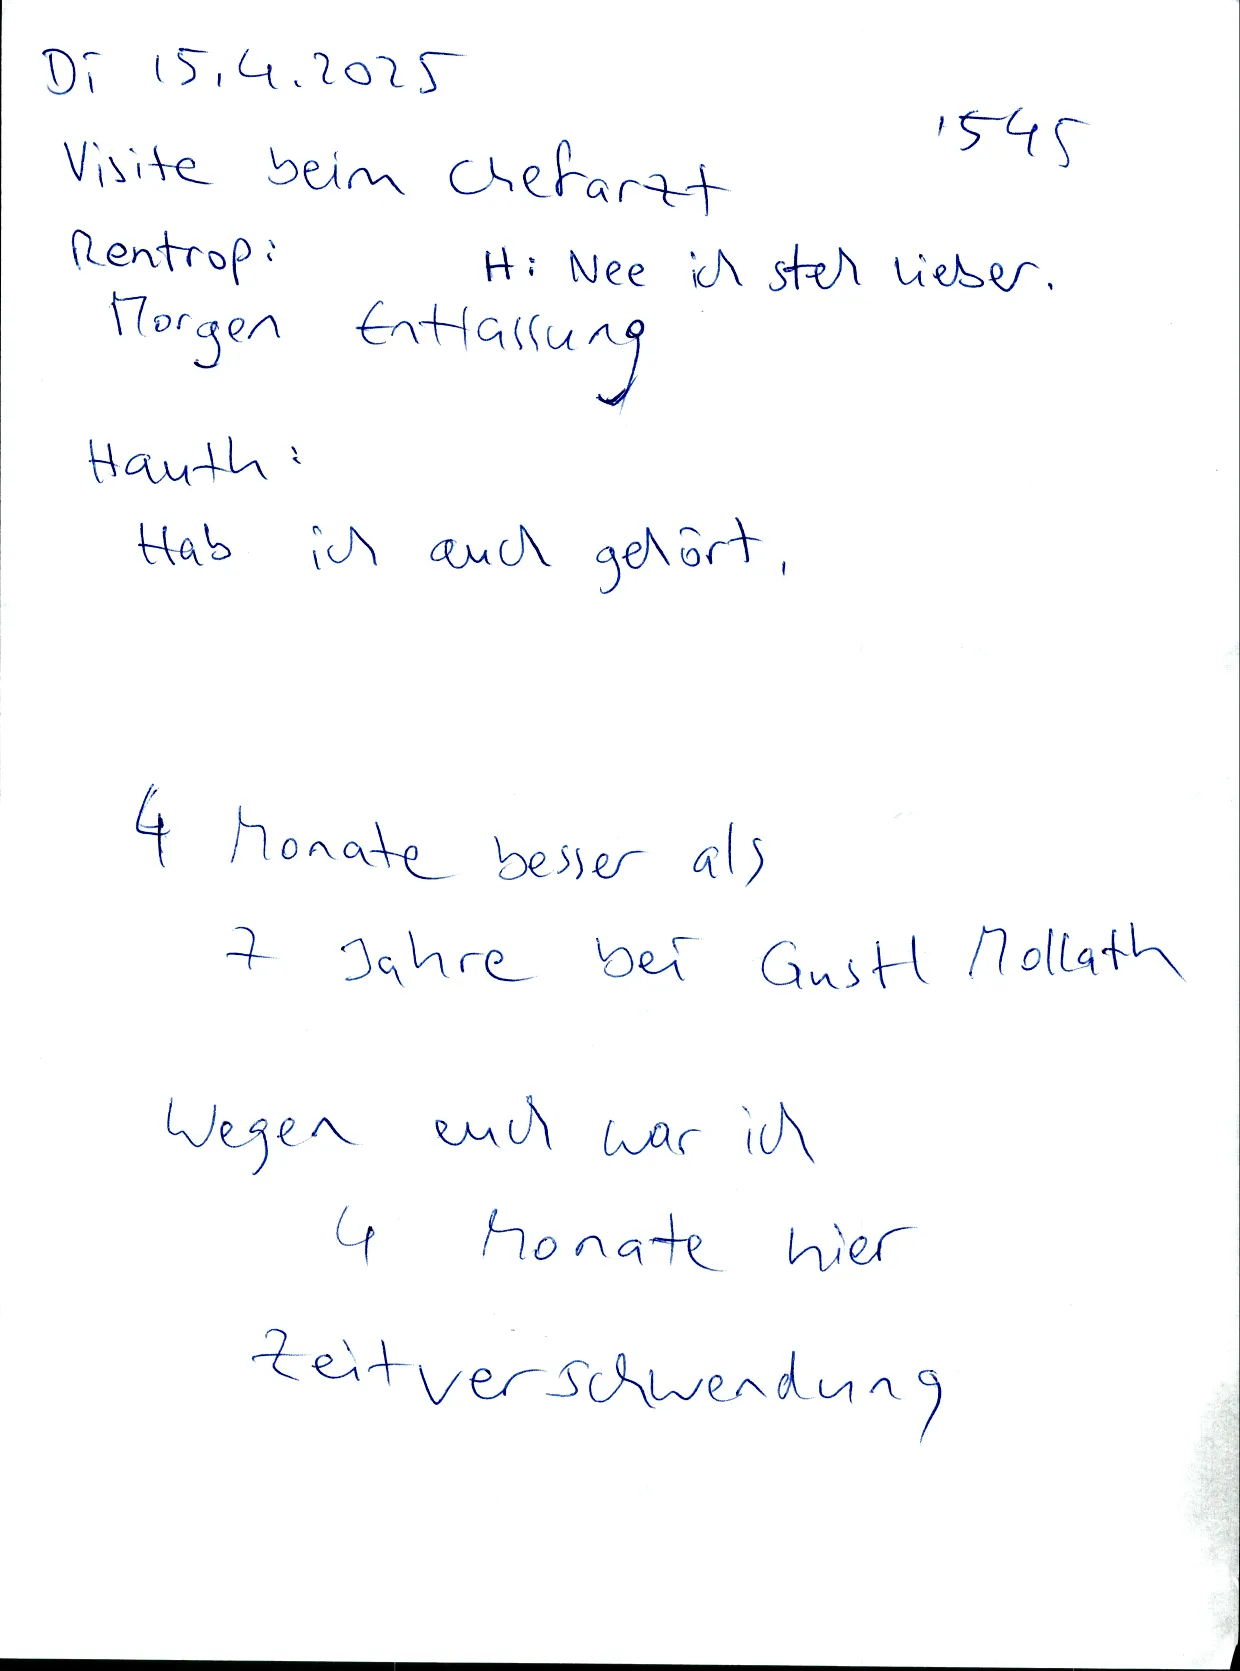 Di 15.4.2025
1545
Visite beim Chefarzt
Rentrop:
H: Nee ich steh lieber.
Morgen Entlassung
Hauth:
Hab ich auch gehört.
4 Monate besser als
7 Jahre bei Gustl Mollath
Wegen euch war ich
4 Monate hier
Zeitverschwendung